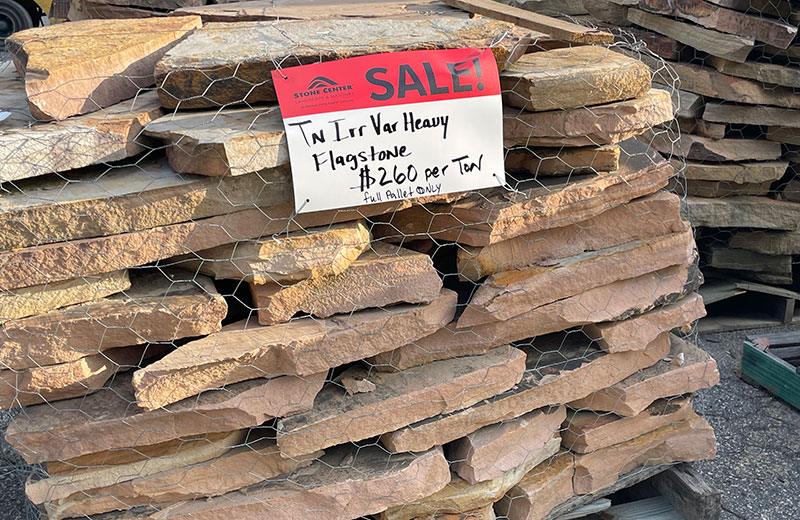 SALE!
STONE CENTER
TN Irr Var Heavy
Flagstone
$260 per Ton
full Pallet ONLY